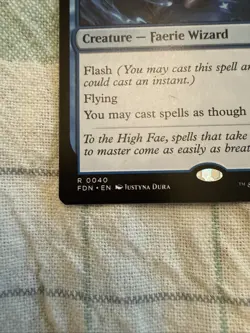 Creature — Faerie Wizard
Flash (You may cast this spell an
could cast an instant.)
Flying
You may cast spells as though
To the High Fae, spells that take
to master come as easily as breat
R 0040
FDN • EN Justyna Dura
™